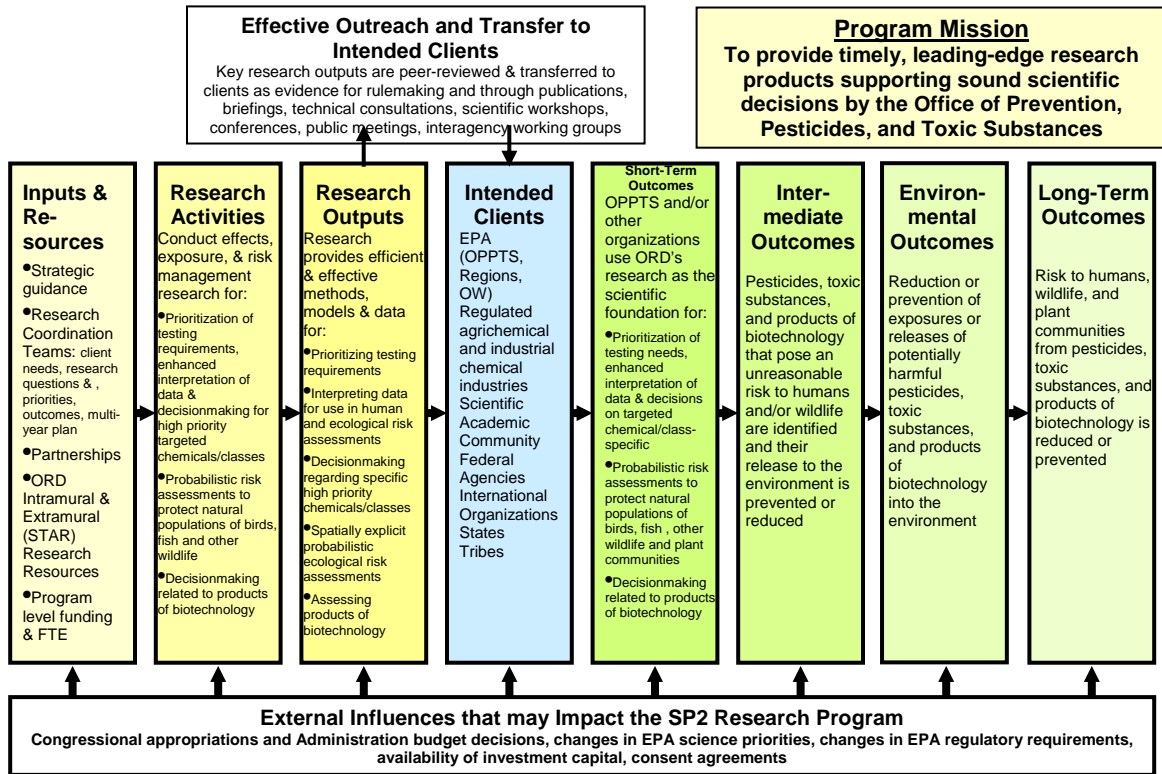 Effective Outreach and Transfer to
Intended Clients
Key research outputs are peer-reviewed & transferred to
clients as evidence for rulemaking and through publications,
briefings, technical consultations, scientific workshops,
conferences, public meetings, interagency working groups
Program Mission
To provide timely, leading-edge research
products supporting sound scientific
decisions by the Office of Prevention,
Pesticides, and Toxic Substances
Inputs &
Re-
sources
•Strategic
guidance
•Research
Coordination
Teams: client
needs, research
questions & ,
priorities,
outcomes, multi-
year plan
•Partnerships
•ORD
Intramural &
Extramural
(STAR)
Research
Resources
•Program
level funding
& FTE
Research
Activities
Conduct effects,
exposure, & risk
management
research for:
•Prioritization of
testing
requirements,
enhanced
interpretation of
data &
decisionmaking for
high priority
targeted
chemicals/classes
•Probabilistic risk
assessments to
protect natural
populations of birds,
fish and other
wildlife
•Decisionmaking
related to products
of biotechnology
Research
Outputs
Research
provides efficient
& effective
methods,
models & data
for:
•Prioritizing testing
requirements
•Interpreting data
for use in human
and ecological risk
assessments
•Decisionmaking
regarding specific
high priority
chemicals/classes
•Spatially explicit
probabilistic
ecological risk
assessments
•Assessing
products of
biotechnology
Intended
Clients
EPA
(OPPTS,
Regions,
OW)
Regulated
agrichemical
and industrial
chemical
industries
Scientific
Academic
Community
Federal
Agencies
International
Organizations
States
Tribes
Short-Term
Outcomes
OPPTS and/or
other
organizations
use ORD's
research as the
scientific
foundation for:
•Prioritization of
testing needs,
enhanced
interpretation of
data & decisions on
targeted
chemical/class-
specific
•Probabilistic risk
assessments to
protect natural
populations of
birds, fish , other
wildlife and plant
communities
•Decisionmaking
related to products
of biotechnology
Inter-
mediate
Outcomes
Pesticides, toxic
substances,
and products of
biotechnology
that pose an
unreasonable
risk to humans
and/or wildlife
are identified
and their
release to the
environment is
prevented or
reduced
Environ-
mental
Outcomes
Reduction or
prevention of
exposures or
releases of
potentially
harmful
pesticides,
toxic
substances,
and products
of
biotechnology
into the
environment
Long-Term
Outcomes
Risk to humans,
wildlife, and
plant
communities
from pesticides,
toxic
substances, and
products of
biotechnology is
reduced or
prevented
External Influences that may Impact the SP2 Research Program
Congressional appropriations and Administration budget decisions, changes in EPA science priorities, changes in EPA regulatory requirements,
availability of investment capital, consent agreements